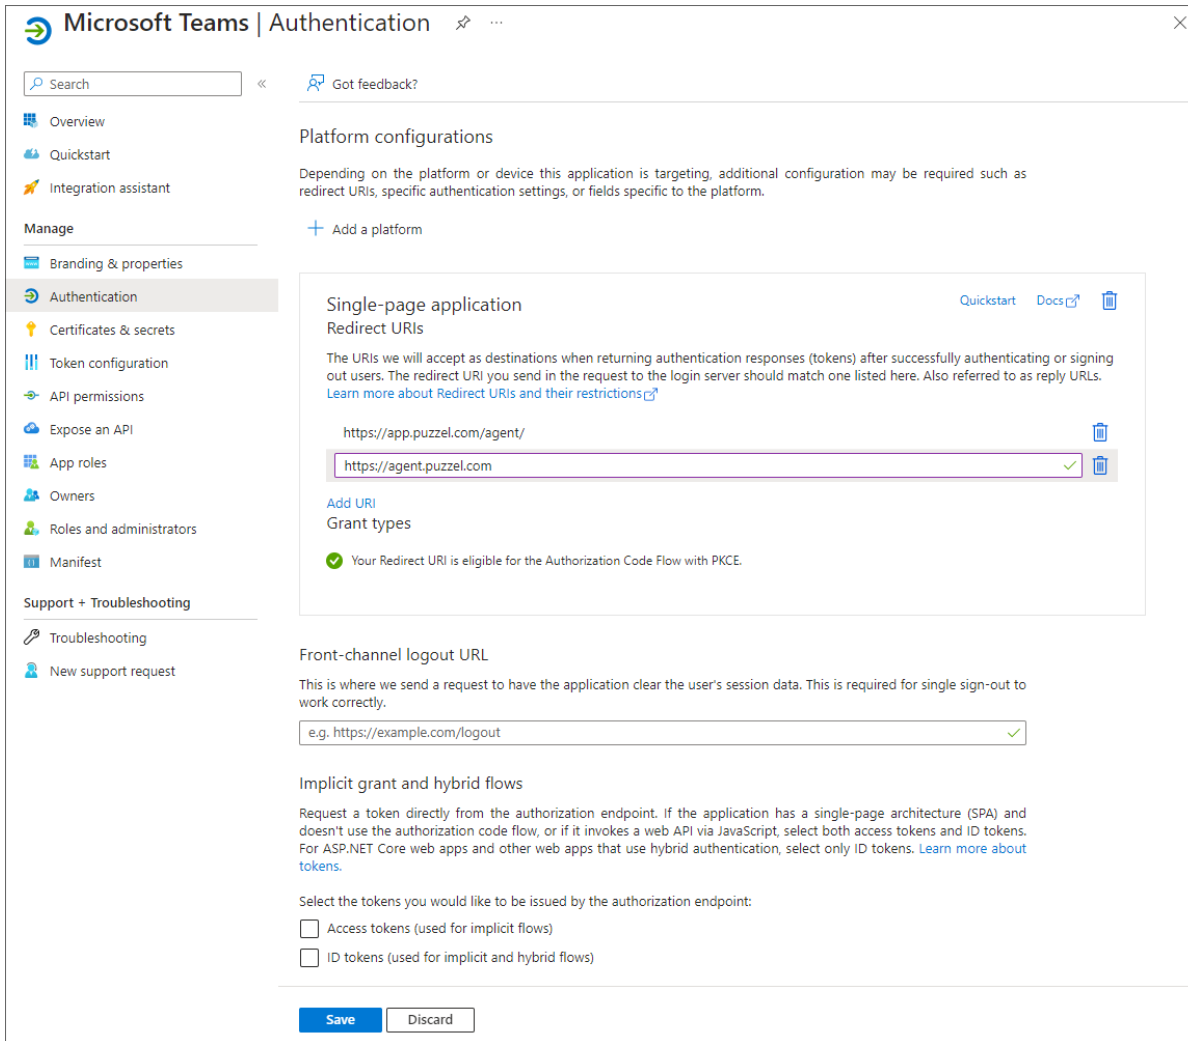 Microsoft Teams | Authentication
Search
Got feedback?
Overview
Quickstart
Integration assistant
Manage
Branding & properties
Authentication
Certificates & secrets
Token configuration
API permissions
Expose an API
App roles
Owners
Roles and administrators
Manifest
Support + Troubleshooting
Troubleshooting
New support request
Platform configurations
Depending on the platform or device this application is targeting, additional configuration may be required such as
redirect URIs, specific authentication settings, or fields specific to the platform.
Add a platform
Single-page application
Quickstart
Docs
Redirect URIs
The URIs we will accept as destinations when returning authentication responses (tokens) after successfully authenticating or signing
out users. The redirect URI you send in the request to the login server should match one listed here. Also referred to as reply URLs.
Learn more about Redirect URIs and their restrictions
https://app.puzzel.com/agent/
https://agent.puzzel.com
Add URI
Grant types
Your Redirect URI is eligible for the Authorization Code Flow with PKCE.
Front-channel logout URL
This is where we send a request to have the application clear the user's session data. This is required for single sign-out to
work correctly.
e.g. https://example.com/logout
Implicit grant and hybrid flows
Request a token directly from the authorization endpoint. If the application has a single-page architecture (SPA) and
doesn't use the authorization code flow, or if it invokes a web API via JavaScript, select both access tokens and ID tokens.
For ASP.NET Core web apps and other web apps that use hybrid authentication, select only ID tokens. Learn more about
tokens.
Select the tokens you would like to be issued by the authorization endpoint:
Access tokens (used for implicit flows)
ID tokens (used for implicit and hybrid flows)
Save
Discard